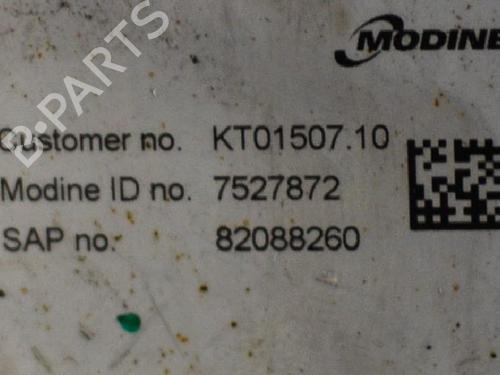 MODINE
Customer no. KT01507.10
Modine ID no. 7527872
SAP no. 82088260
B-PARTS